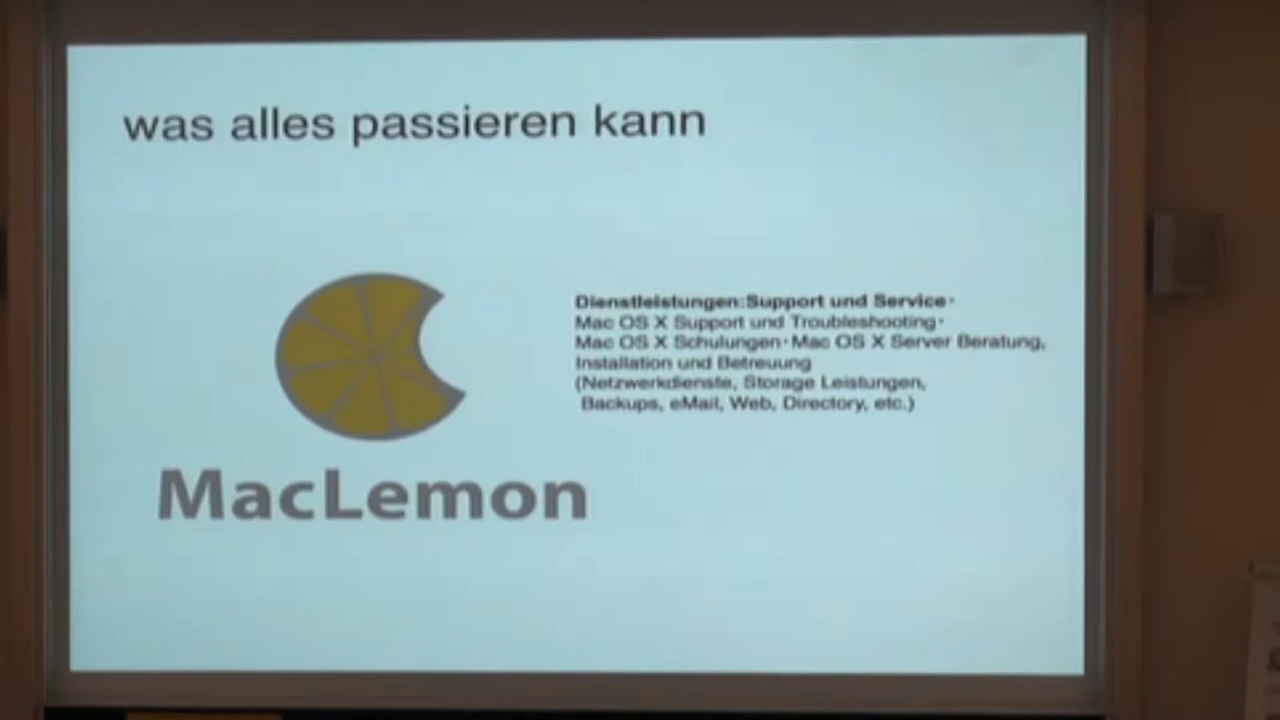 was alles passieren kann
Dienstleistungen:Support und Service·
Mac OS X Support und Troubleshooting·
Mac OS X Schulungen·Mac OS X Server Beratung,
Installation und Betreuung
(Netzwerkdienste, Storage Leistungen,
Backups, eMail, Web, Directory, etc.)
MacLemon